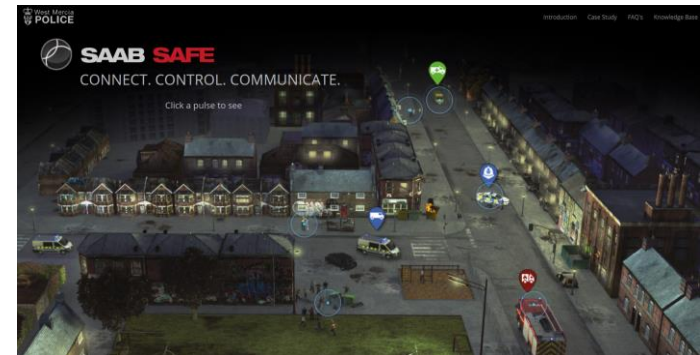 West Mercia
POLICE
Introduction Case Study FAQ's Knowledge Base
SAAB SAFE
CONNECT. CONTROL. COMMUNICATE.
Click a pulse to see